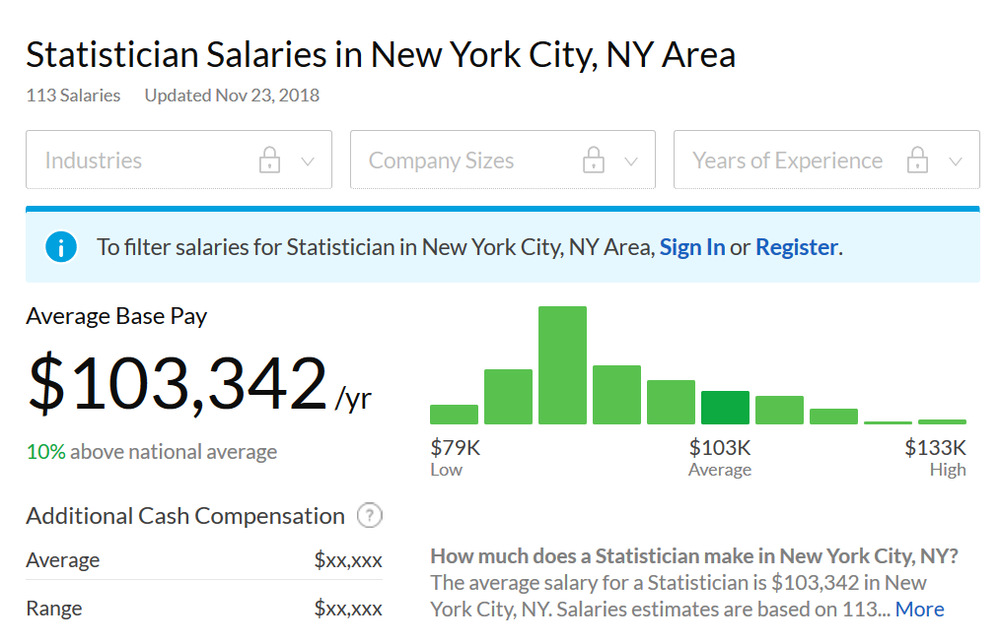 Statistician Salaries in New York City, NY Area
113 Salaries Updated Nov 23, 2018
Industries Company Sizes Years of Experience
To filter salaries for Statistician in New York City, NY Area, Sign In or Register.
Average Base Pay
$103,342 /yr
10% above national average
$79K $103K $133K
Low Average High
Additional Cash Compensation ?
Average $xx,xxx
Range $xx,xxx
How much does a Statistician make in New York City, NY?
The average salary for a Statistician is $103,342 in New
York City, NY. Salaries estimates are based on 113... More